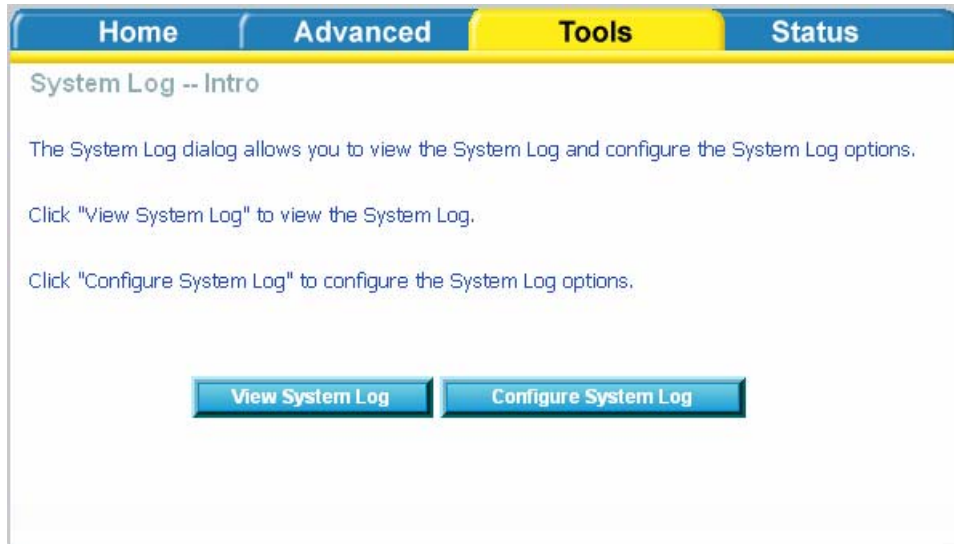 Home Advanced Tools Status
System Log -- Intro
The System Log dialog allows you to view the System Log and configure the System Log options.
Click "View System Log" to view the System Log.
Click "Configure System Log" to configure the System Log options.
View System Log Configure System Log